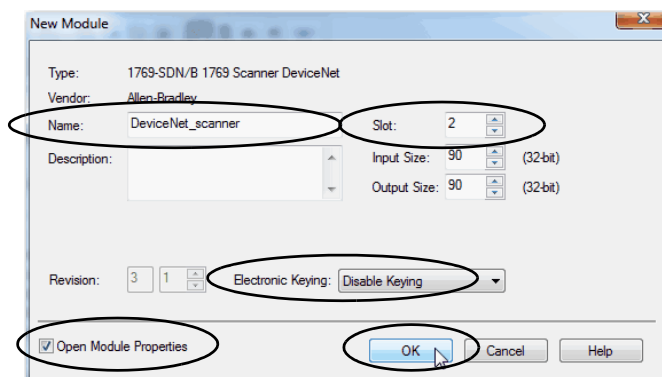 New Module
Type: 1769-SDN/B 1769 Scanner DeviceNet
Vendor: Allen-Bradley
Name: DeviceNet_scanner Slot: 2
Description: Input Size: 90 (32-bit)
Output Size: 90 (32-bit)
Revision: 3 1 Electronic Keying: Disable Keying
Open Module Properties OK Cancel Help